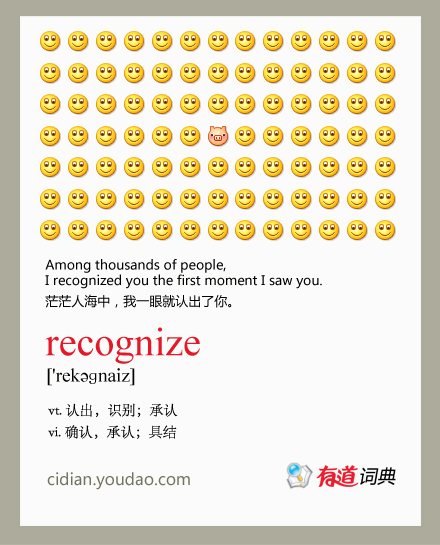 Among thousands of people,
I recognized you the first moment I saw you.
茫茫人海中，我一眼就认出了你。
recognize
['rekəgnaiz]
vt. 认出，识别；承认
vi. 确认，承认；具结
cidian.youdao.com
有道词典